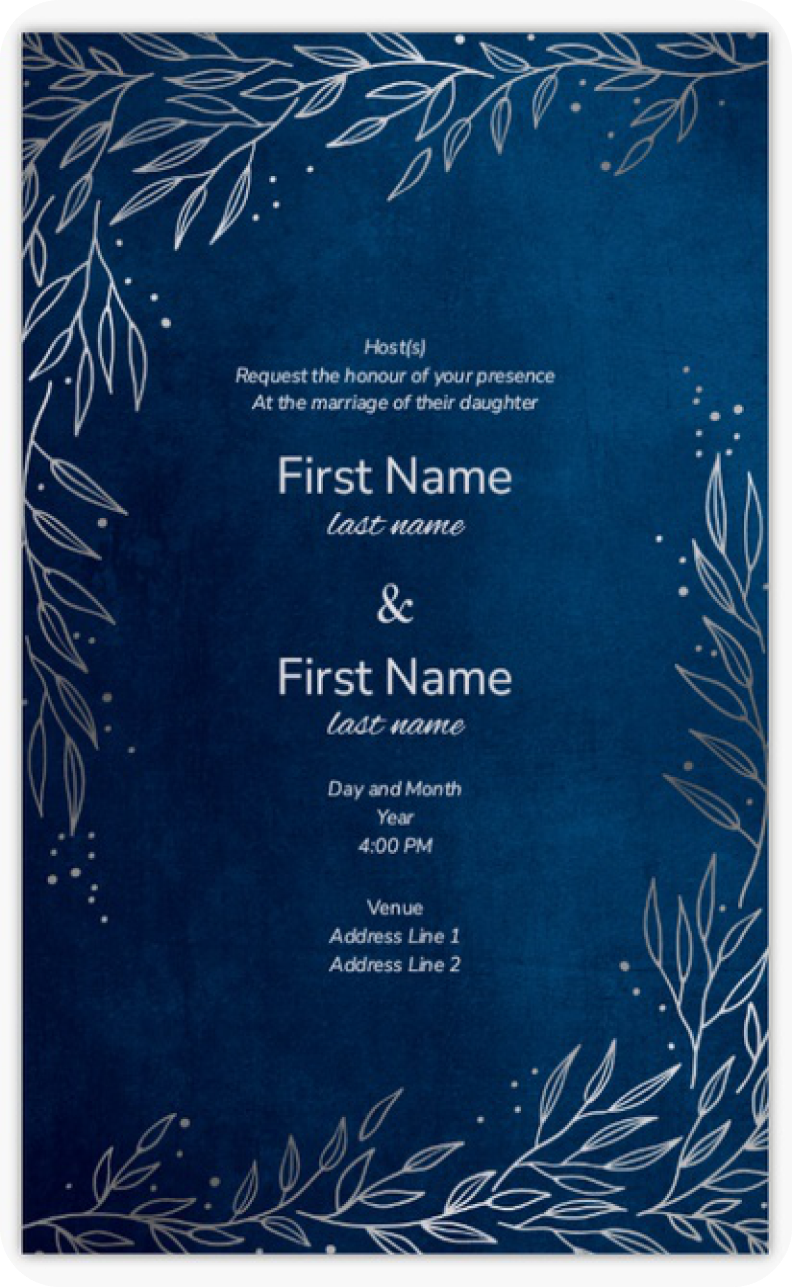 Host(s)
Request the honour of your presence
At the marriage of their daughter
First Name
last name
&
First Name
last name
Day and Month
Year
4:00 PM
Venue
Address Line 1
Address Line 2